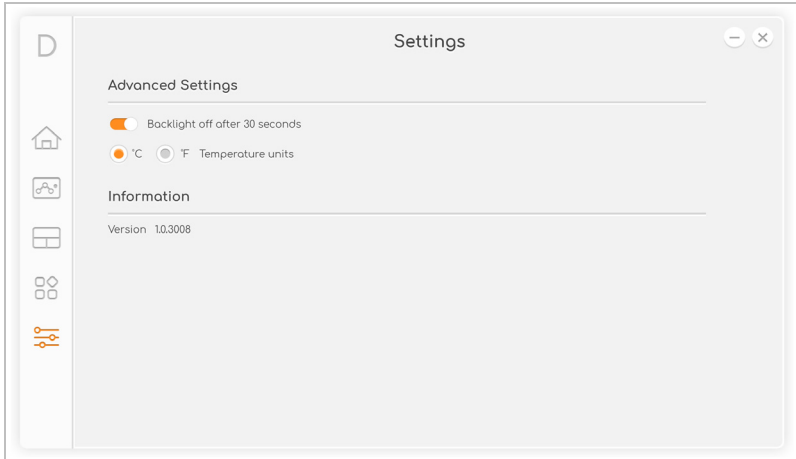 D
Settings
Advanced Settings
Backlight off after 30 seconds
°C °F Temperature units
Information
Version 1.0.3008